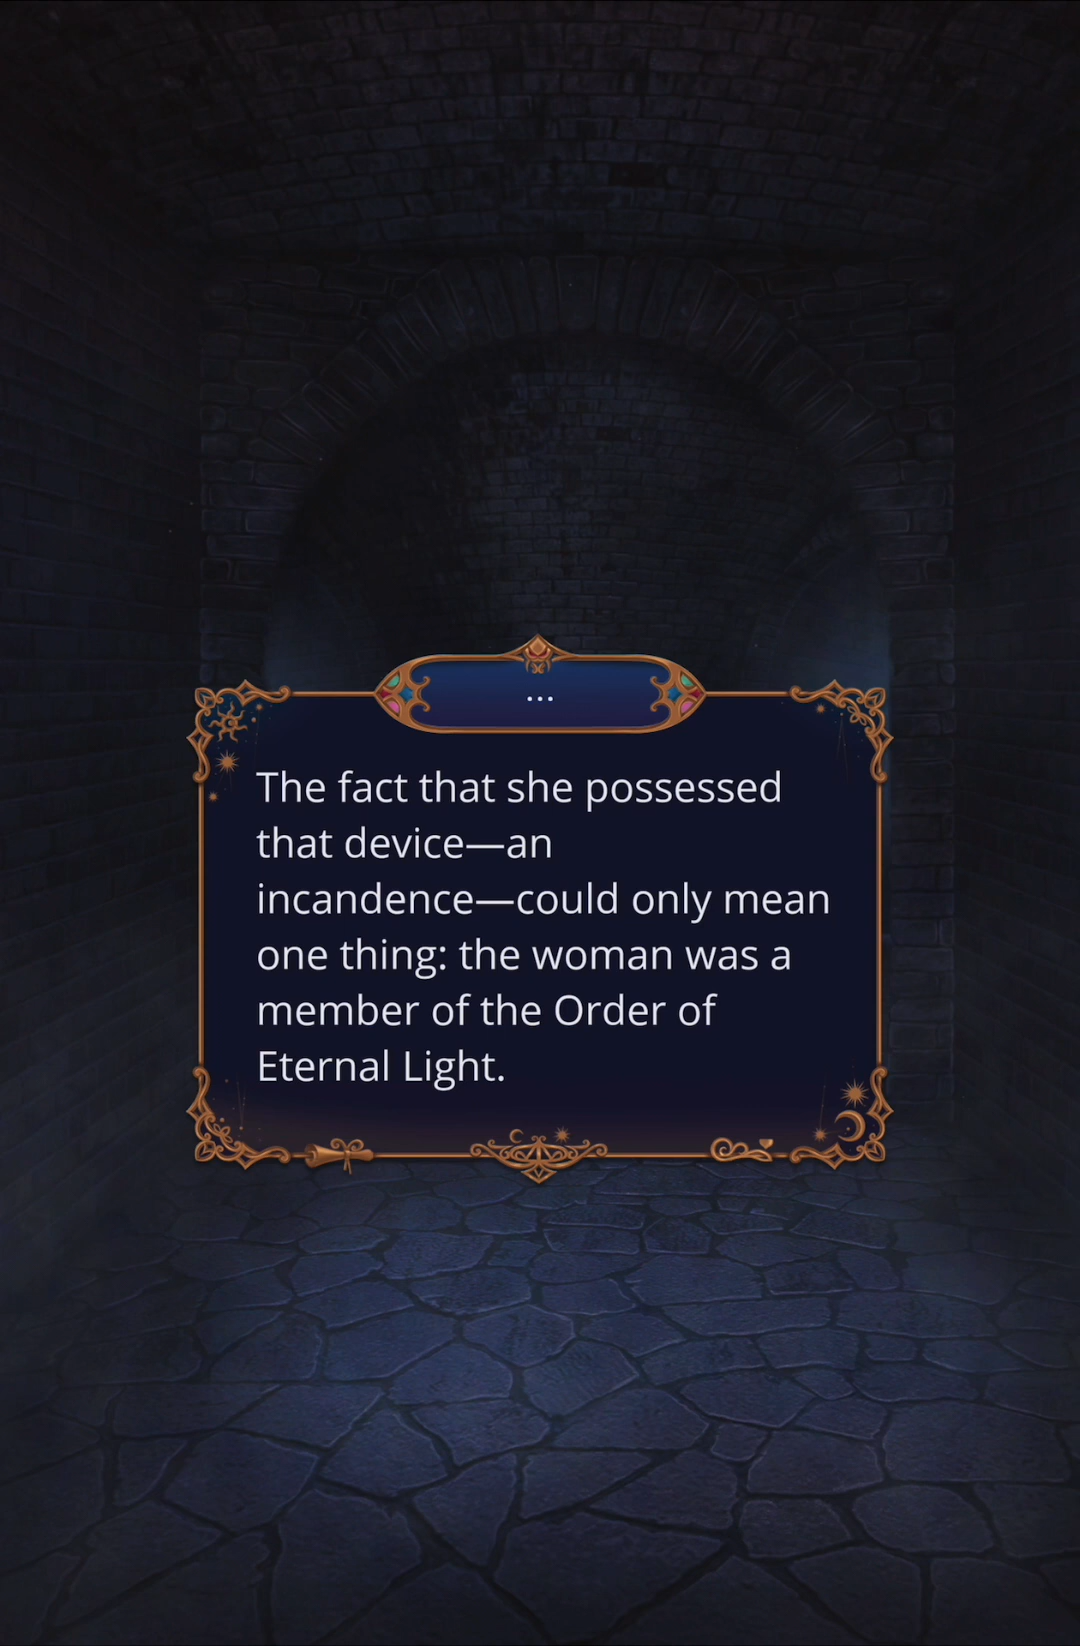 ...
The fact that she possessed
that device—an
incandence—could only mean
one thing: the woman was a
member of the Order of
Eternal Light.